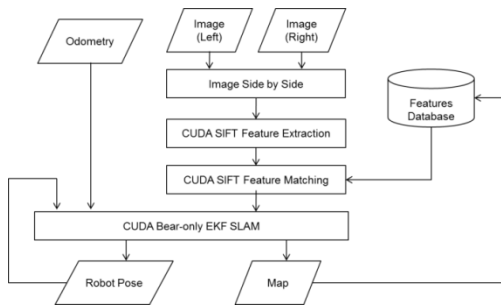 Odometry
Image
(Left)
Image
(Right)
Image Side by Side
Features
Database
CUDA SIFT Feature Extraction
CUDA SIFT Feature Matching
CUDA Bear-only EKF SLAM
Robot Pose
Map